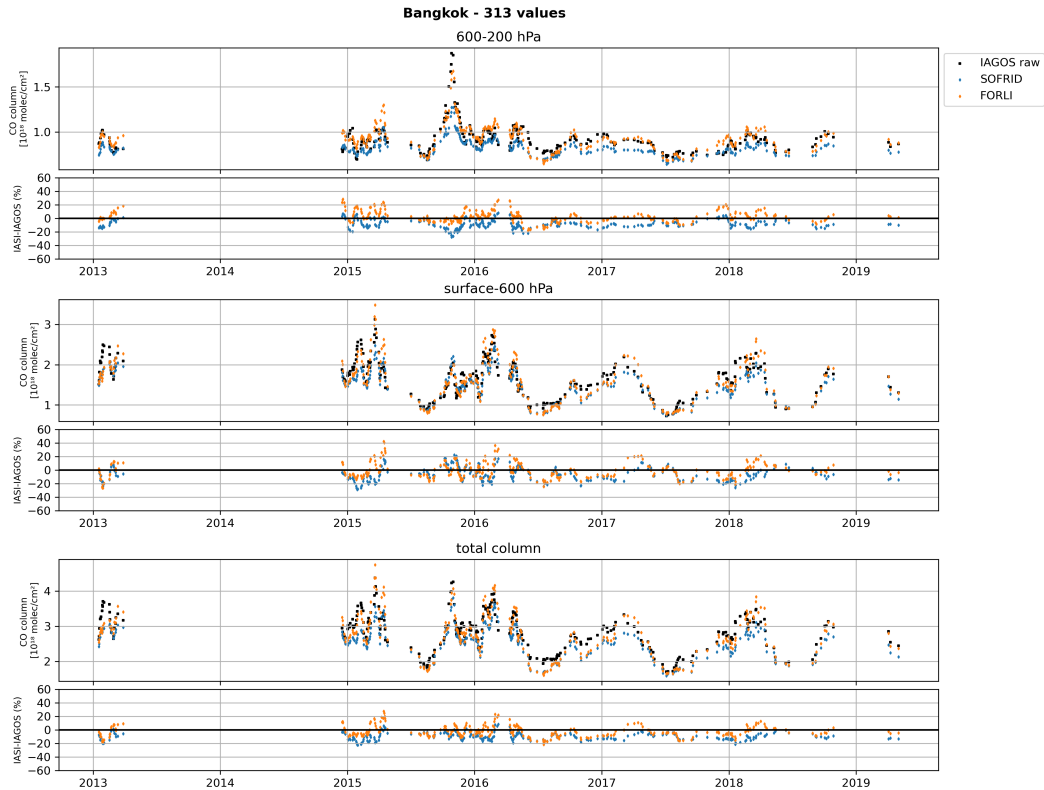 Bangkok - 313 values
600-200 hPa
CO column
[10¹⁸ molec/cm²]
1.5
1.0
IAGOS raw
SOFRID
FORLI
IASI-IAGOS (%)
60
40
20
0
−20
−40
−60
2013 2014 2015 2016 2017 2018 2019
surface-600 hPa
CO column
[10¹⁸ molec/cm²]
3
2
1
IASI-IAGOS (%)
60
40
20
0
−20
−40
−60
2013 2014 2015 2016 2017 2018 2019
total column
CO column
[10¹⁸ molec/cm²]
4
3
2
IASI-IAGOS (%)
60
40
20
0
−20
−40
−60
2013 2014 2015 2016 2017 2018 2019